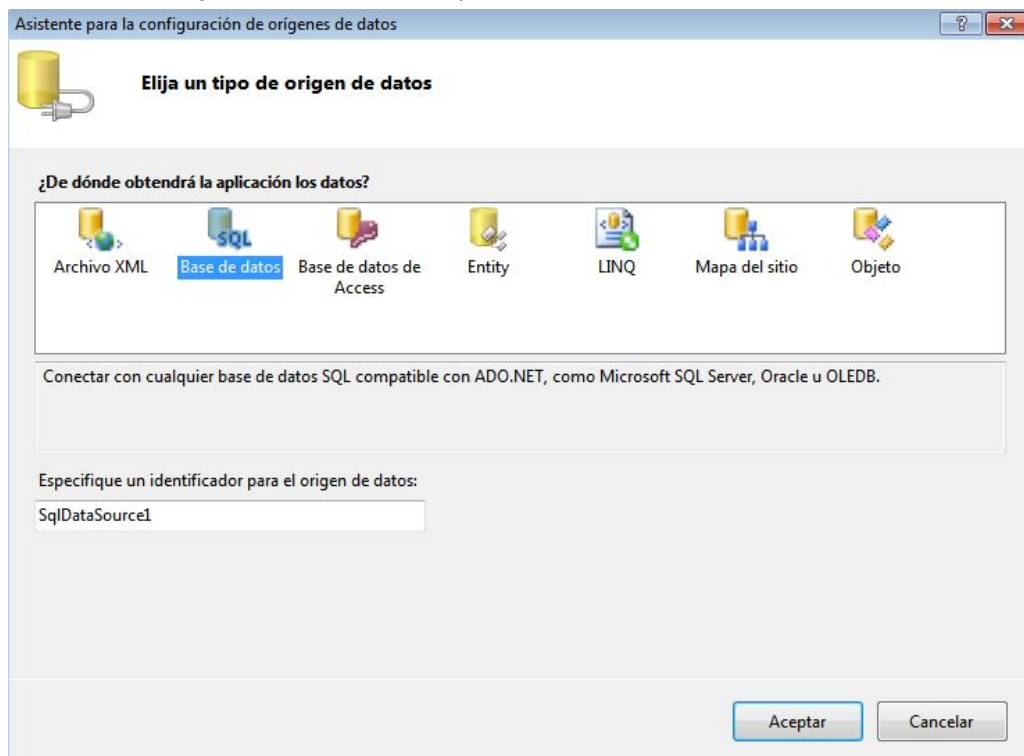 Asistente para la configuración de orígenes de datos
Elija un tipo de origen de datos
¿De dónde obtendrá la aplicación los datos?
SQL
Archivo XML Base de datos Base de datos de Access Entity LINQ Mapa del sitio Objeto
Conectar con cualquier base de datos SQL compatible con ADO.NET, como Microsoft SQL Server, Oracle u OLEDB.
Especifique un identificador para el origen de datos:
SqlDataSource1
Aceptar Cancelar